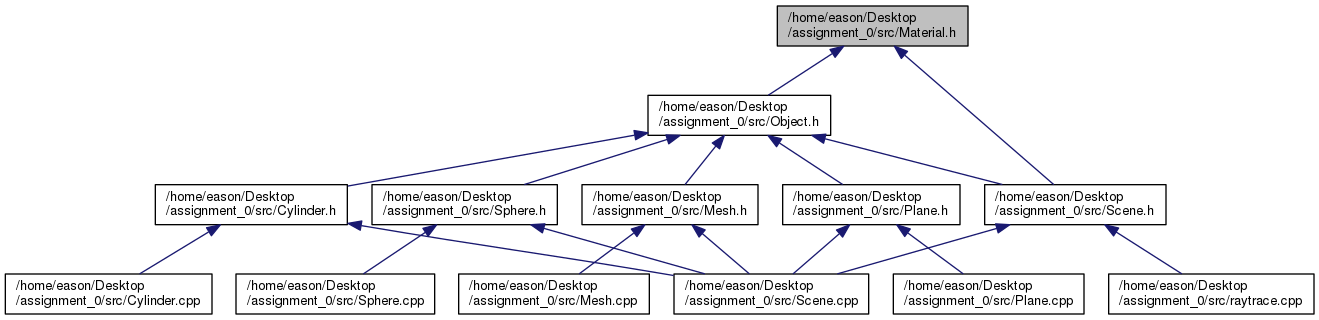 /home/eason/Desktop
/assignment_0/src/Material.h
/home/eason/Desktop
/assignment_0/src/Object.h
/home/eason/Desktop
/assignment_0/src/Cylinder.h
/home/eason/Desktop
/assignment_0/src/Sphere.h
/home/eason/Desktop
/assignment_0/src/Mesh.h
/home/eason/Desktop
/assignment_0/src/Plane.h
/home/eason/Desktop
/assignment_0/src/Scene.h
/home/eason/Desktop
/assignment_0/src/Cylinder.cpp
/home/eason/Desktop
/assignment_0/src/Sphere.cpp
/home/eason/Desktop
/assignment_0/src/Mesh.cpp
/home/eason/Desktop
/assignment_0/src/Scene.cpp
/home/eason/Desktop
/assignment_0/src/Plane.cpp
/home/eason/Desktop
/assignment_0/src/raytrace.cpp